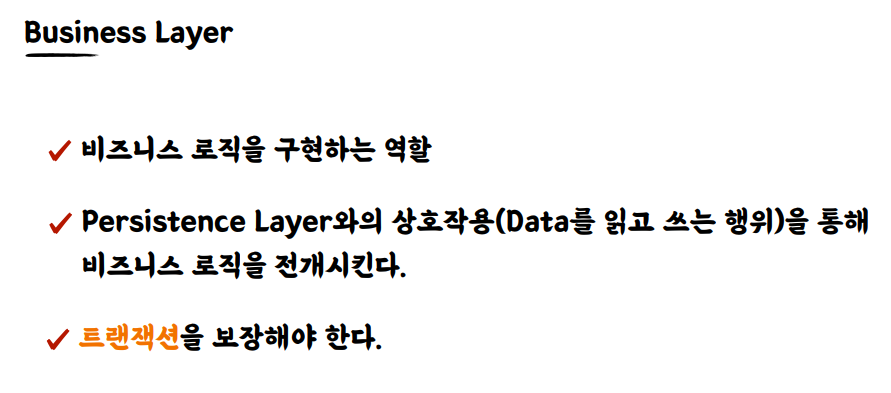 Business Layer
비즈니스 로직을 구현하는 역할
Persistence Layer와의 상호작용(Data를 읽고 쓰는 행위)을 통해
비즈니스 로직을 전개시킨다.
트랜잭션을 보장해야 한다.